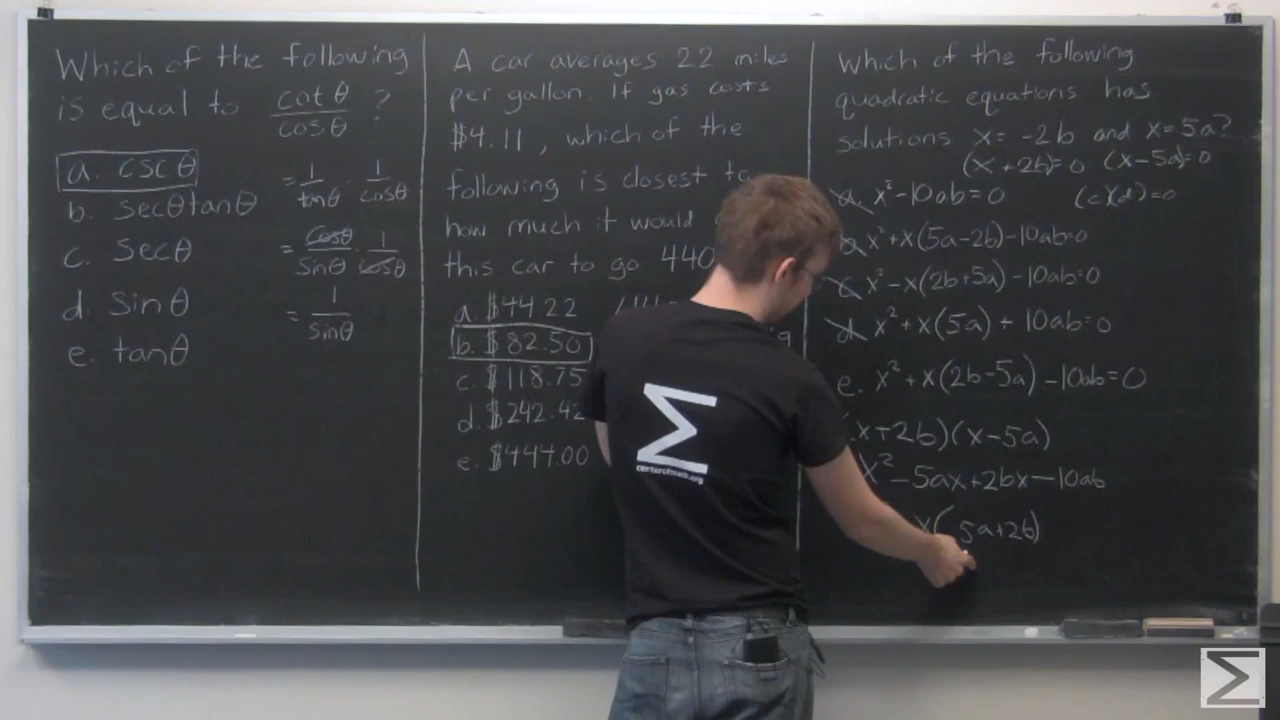 Which of the following
is equal to cotθ/cosθ ?
a. cscθ
b. secθtanθ
c. Secθ
d. Sinθ
e. tanθ
= 1/tanθ · 1/cosθ
= cosθ/sinθ · 1/cosθ
= 1/sinθ
A car averages 22 miles
per gallon. If gas costs
$4.11, which of the
following is closest to
how much it would
this car to go 440
a. $44.22
b. $82.50
c. $118.75
d. $242.42
e. $444.00
Which of the following
quadratic equations has
solutions x = -2b and x = 5a?
(x+2b)=0 (x-5a)=0
a. x²-10ab=0 (c)(d)=0
b. x²+x(5a-2b)-10ab=0
c. x²-x(2b+5a)-10ab=0
d. x²+x(5a)+10ab=0
e. x²+x(2b-5a)-10ab=0
(x+2b)(x-5a)
x²-5ax+2bx-10ab
x( 5a+2b)
Σ
centerofmath.org
Σ